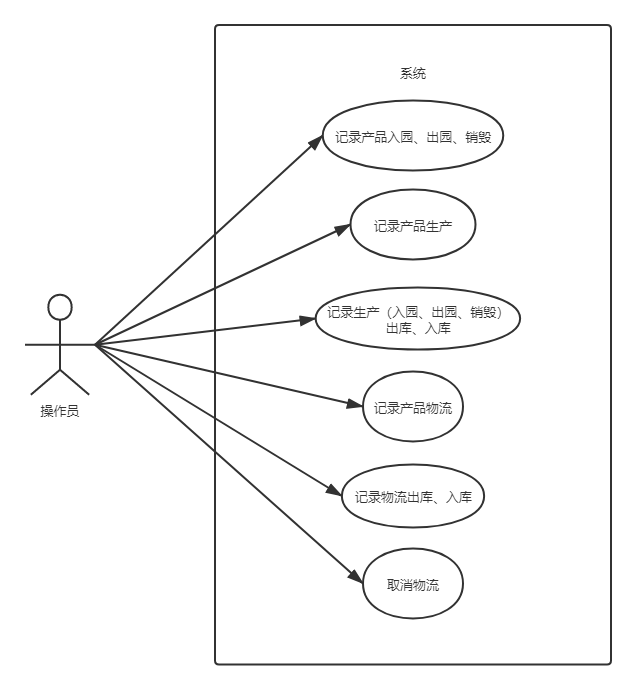 系统
记录产品入园、出园、销毁
记录产品生产
记录生产（入园、出园、销毁）
出库、入库
记录产品物流
操作员
记录物流出库、入库
取消物流